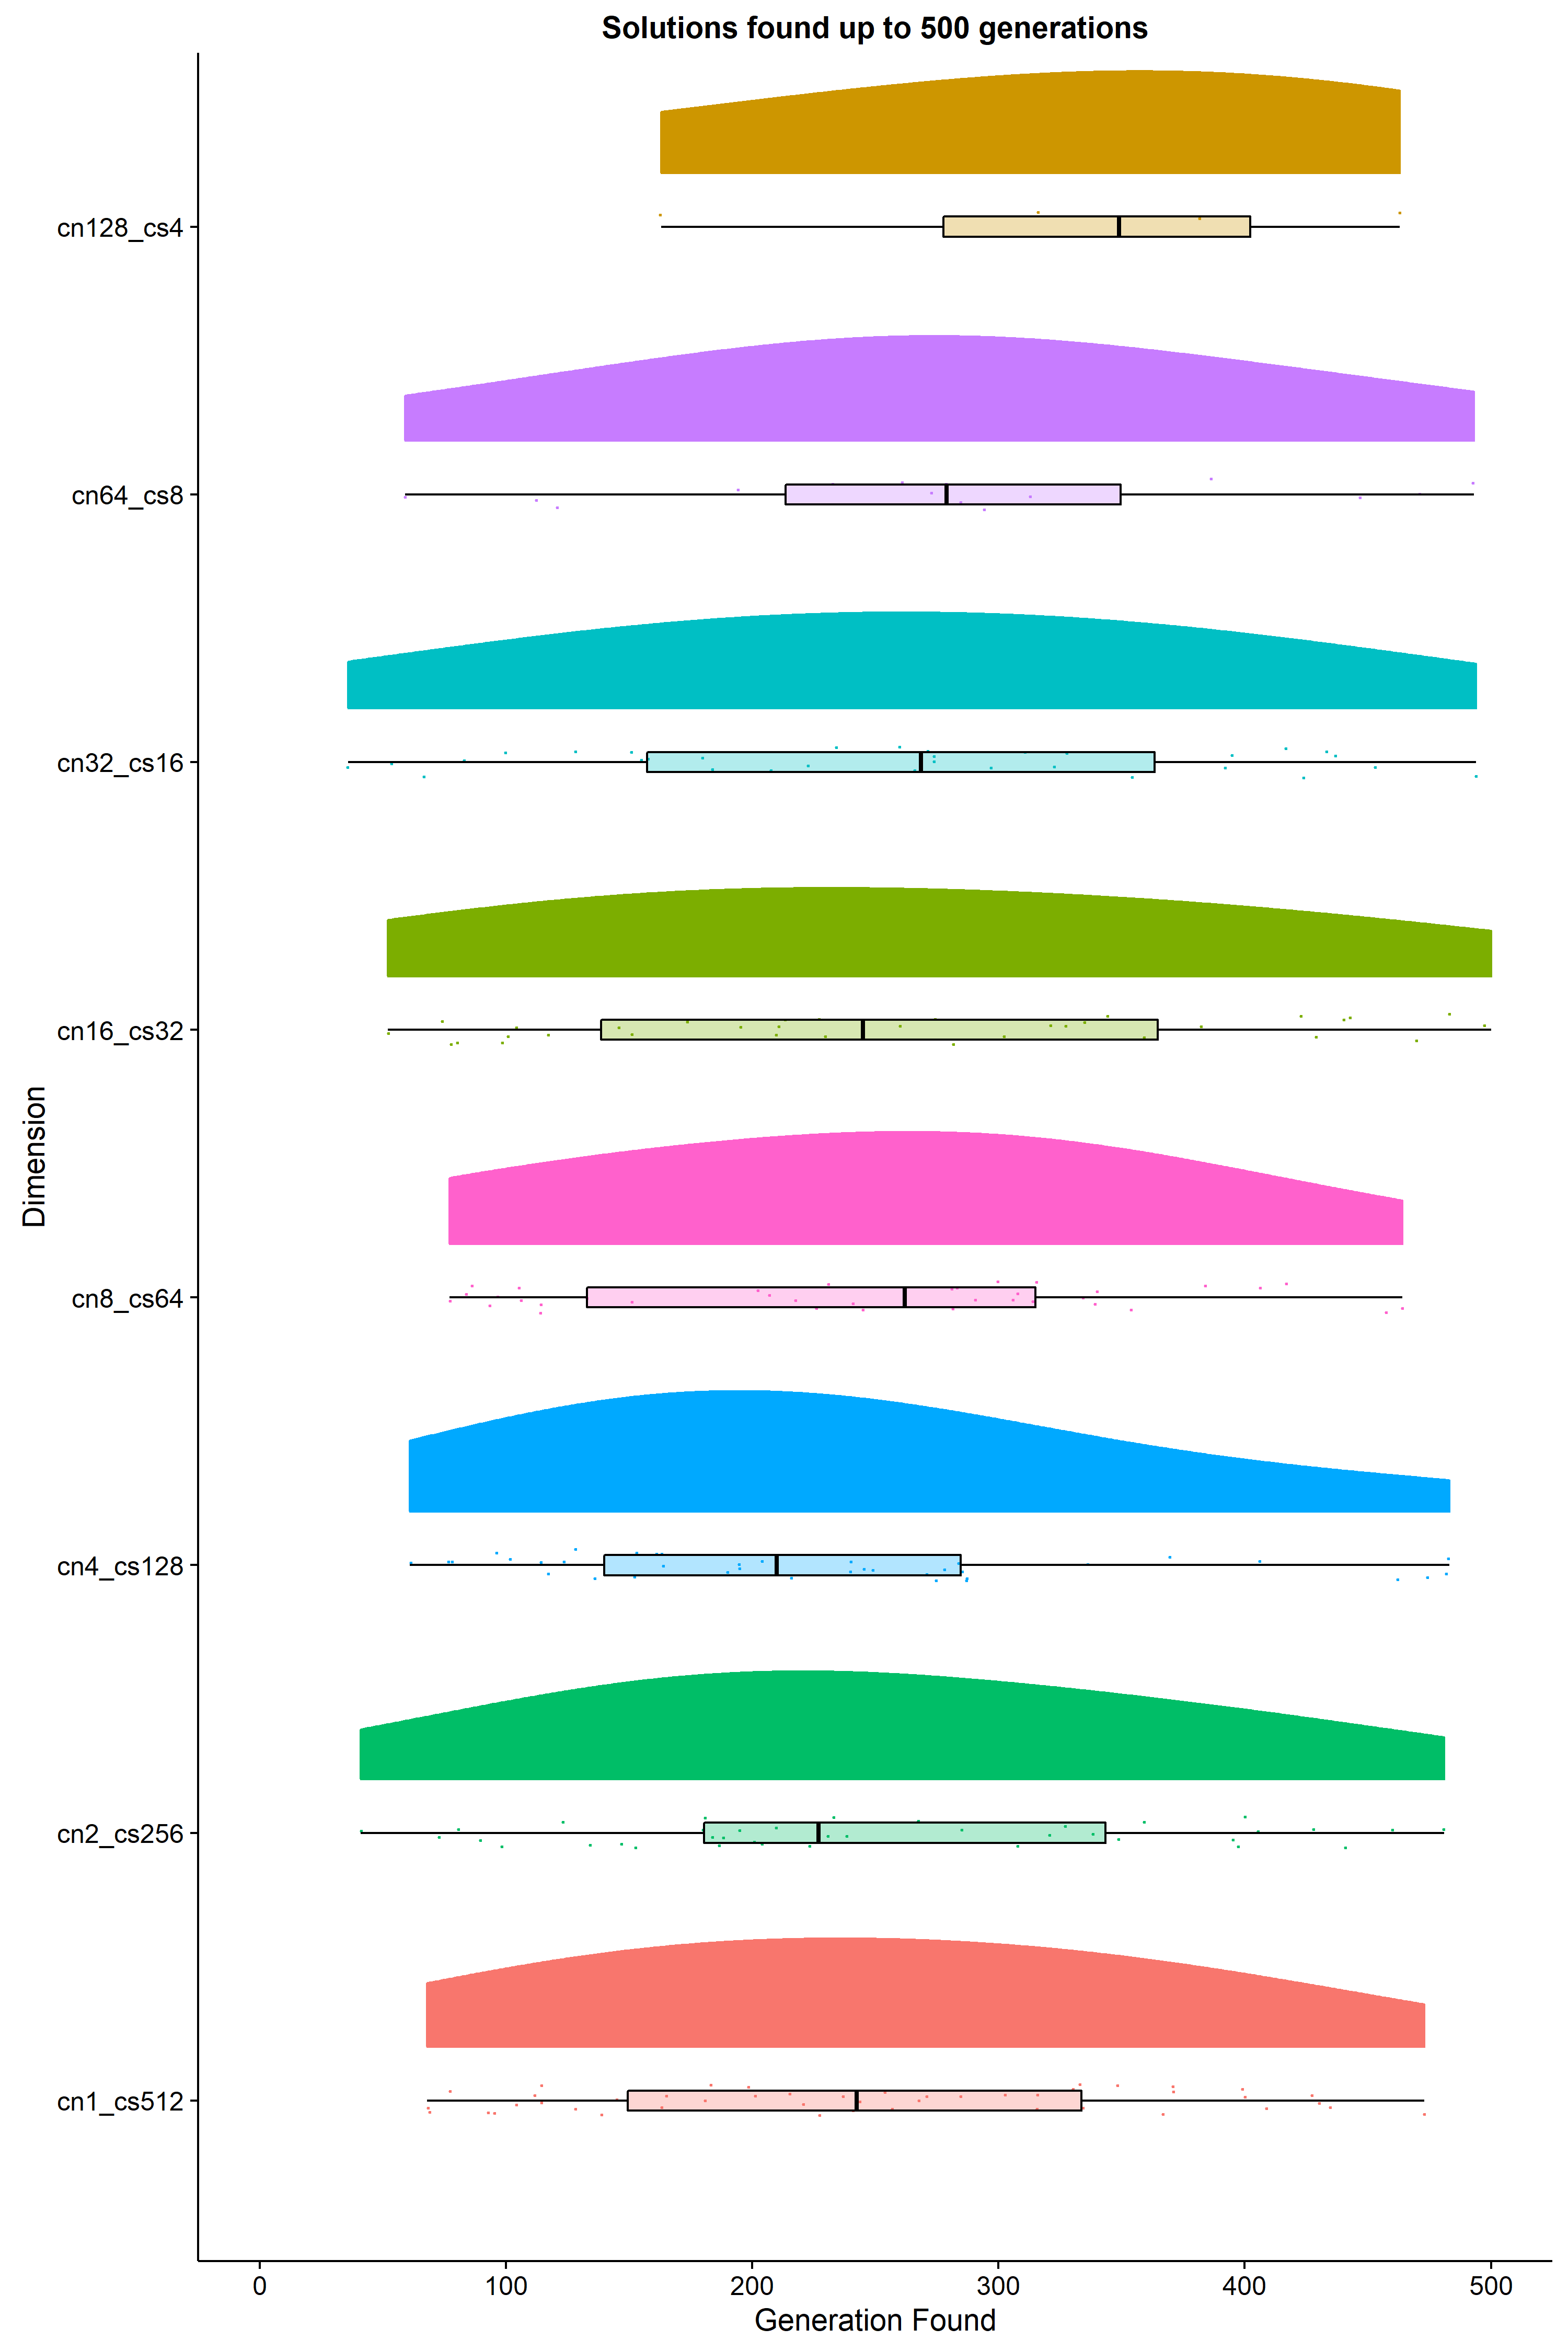 Solutions found up to 500 generations
cn128_cs4
cn64_cs8
cn32_cs16
cn16_cs32
Dimension
cn8_cs64
cn4_cs128
cn2_cs256
cn1_cs512
0 100 200 300 400 500
Generation Found